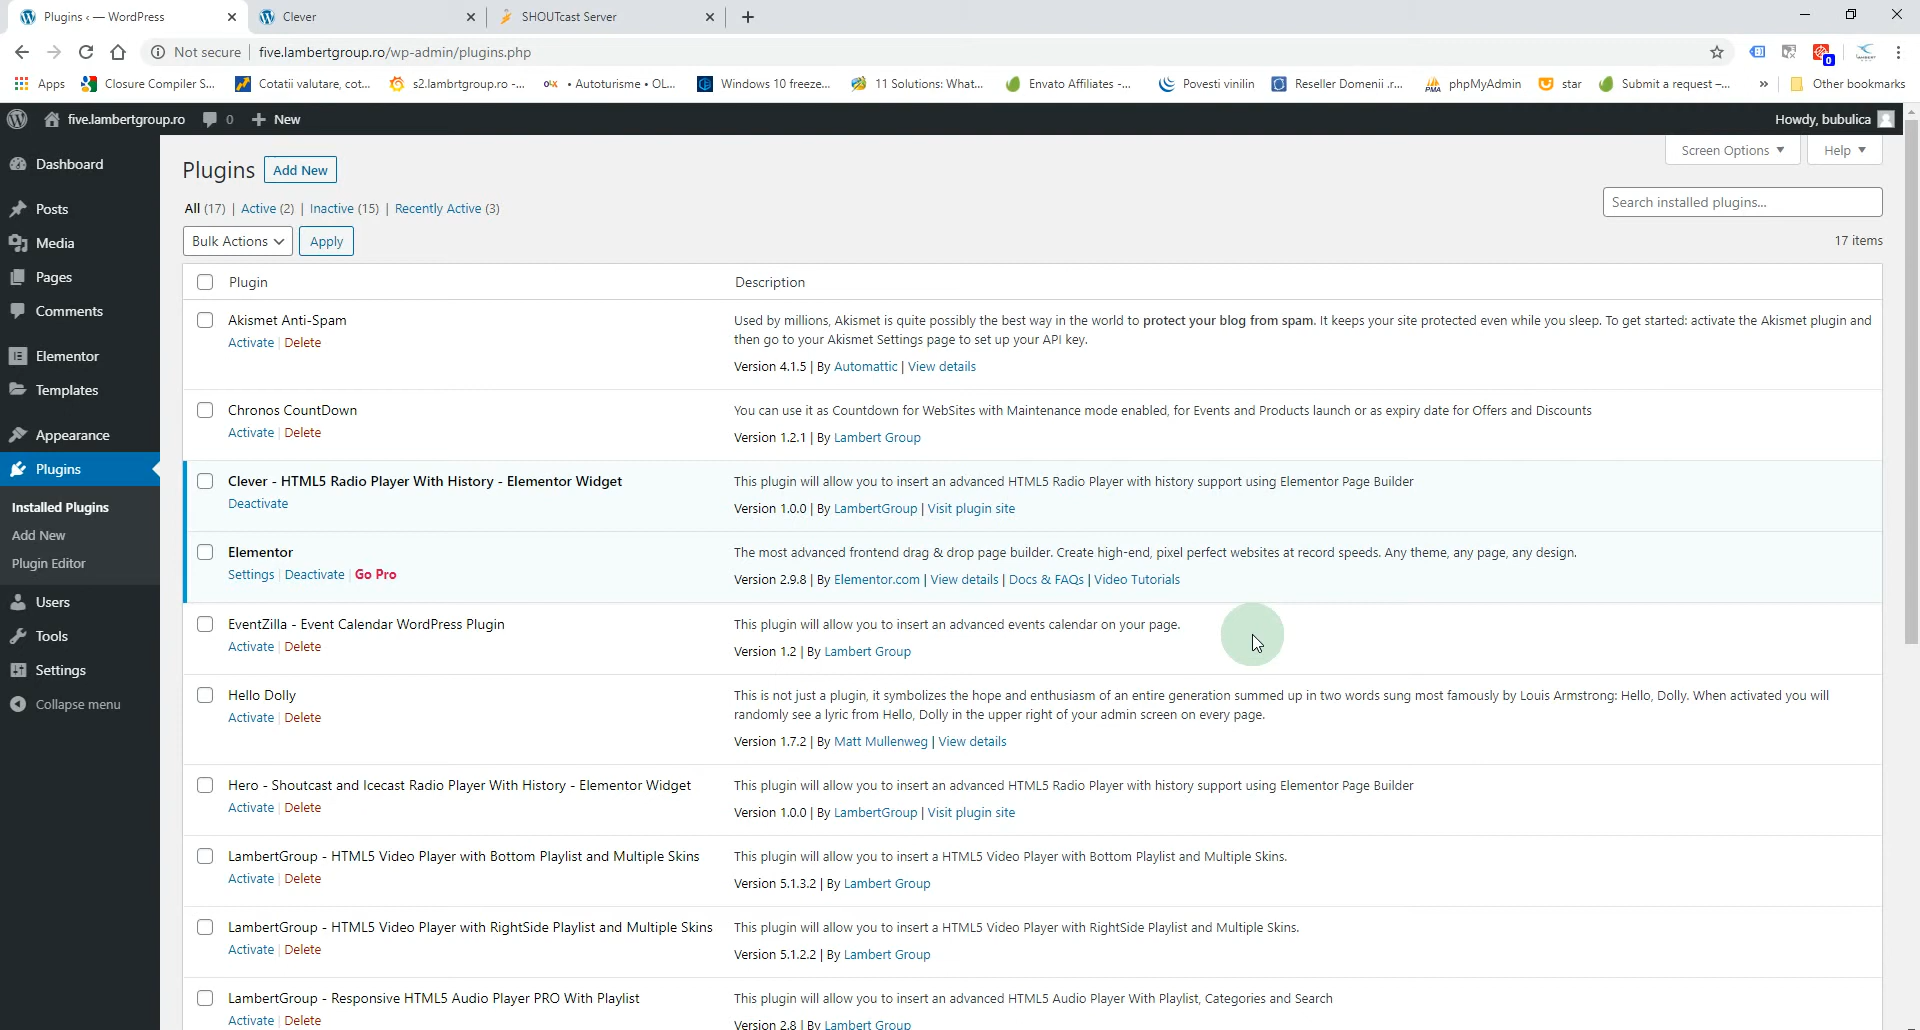 Plugins ‹ — WordPress
Clever
SHOUTcast Server
Not secure | five.lambertgroup.ro/wp-admin/plugins.php
0
Apps
Closure Compiler S...
Cotatii valutare, cot...
s2.lambrtgroup.ro -...
olx • Autoturisme • OL...
Windows 10 freeze...
11 Solutions: What...
Envato Affiliates -...
Povesti vinilin
Reseller Domenii .r...
PMA phpMyAdmin
star
Submit a request –...
»
Other bookmarks
five.lambertgroup.ro
0
+ New
Howdy, bubulica
Dashboard
Posts
Media
Pages
Comments
Elementor
Templates
Appearance
Plugins
Installed Plugins
Add New
Plugin Editor
Users
Tools
Settings
Collapse menu
Screen Options
Help
Plugins
Add New
All (17) | Active (2) | Inactive (15) | Recently Active (3)
Search installed plugins...
Bulk Actions
Apply
17 items
Plugin
Description
Akismet Anti-Spam
Activate | Delete
Used by millions, Akismet is quite possibly the best way in the world to protect your blog from spam. It keeps your site protected even while you sleep. To get started: activate the Akismet plugin and
then go to your Akismet Settings page to set up your API key.
Version 4.1.5 | By Automattic | View details
Chronos CountDown
Activate | Delete
You can use it as Countdown for WebSites with Maintenance mode enabled, for Events and Products launch or as expiry date for Offers and Discounts
Version 1.2.1 | By Lambert Group
Clever - HTML5 Radio Player With History - Elementor Widget
Deactivate
This plugin will allow you to insert an advanced HTML5 Radio Player with history support using Elementor Page Builder
Version 1.0.0 | By LambertGroup | Visit plugin site
Elementor
Settings | Deactivate | Go Pro
The most advanced frontend drag & drop page builder. Create high-end, pixel perfect websites at record speeds. Any theme, any page, any design.
Version 2.9.8 | By Elementor.com | View details | Docs & FAQs | Video Tutorials
EventZilla - Event Calendar WordPress Plugin
Activate | Delete
This plugin will allow you to insert an advanced events calendar on your page.
Version 1.2 | By Lambert Group
Hello Dolly
Activate | Delete
This is not just a plugin, it symbolizes the hope and enthusiasm of an entire generation summed up in two words sung most famously by Louis Armstrong: Hello, Dolly. When activated you will
randomly see a lyric from Hello, Dolly in the upper right of your admin screen on every page.
Version 1.7.2 | By Matt Mullenweg | View details
Hero - Shoutcast and Icecast Radio Player With History - Elementor Widget
Activate | Delete
This plugin will allow you to insert an advanced HTML5 Radio Player with history support using Elementor Page Builder
Version 1.0.0 | By LambertGroup | Visit plugin site
LambertGroup - HTML5 Video Player with Bottom Playlist and Multiple Skins
Activate | Delete
This plugin will allow you to insert a HTML5 Video Player with Bottom Playlist and Multiple Skins.
Version 5.1.3.2 | By Lambert Group
LambertGroup - HTML5 Video Player with RightSide Playlist and Multiple Skins
Activate | Delete
This plugin will allow you to insert a HTML5 Video Player with RightSide Playlist and Multiple Skins.
Version 5.1.2.2 | By Lambert Group
LambertGroup - Responsive HTML5 Audio Player PRO With Playlist
Activate | Delete
This plugin will allow you to insert an advanced HTML5 Audio Player With Playlist, Categories and Search
Version 2.8 | By Lambert Group